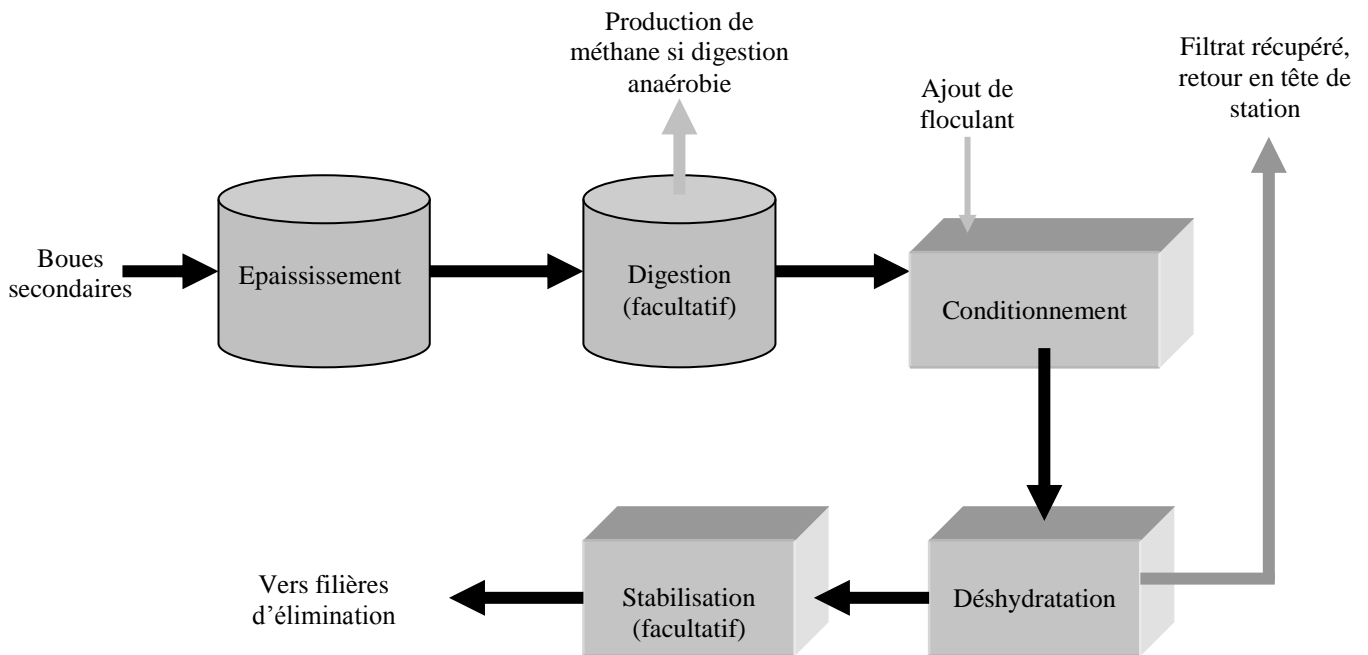 Production de
méthane si digestion
anaérobie
Filtrat récupéré,
retour en tête de
station
Ajout de
floculant
Boues
secondaires
Epaississement
Digestion
(facultatif)
Conditionnement
Vers filières
d’élimination
Stabilisation
(facultatif)
Déshydratation